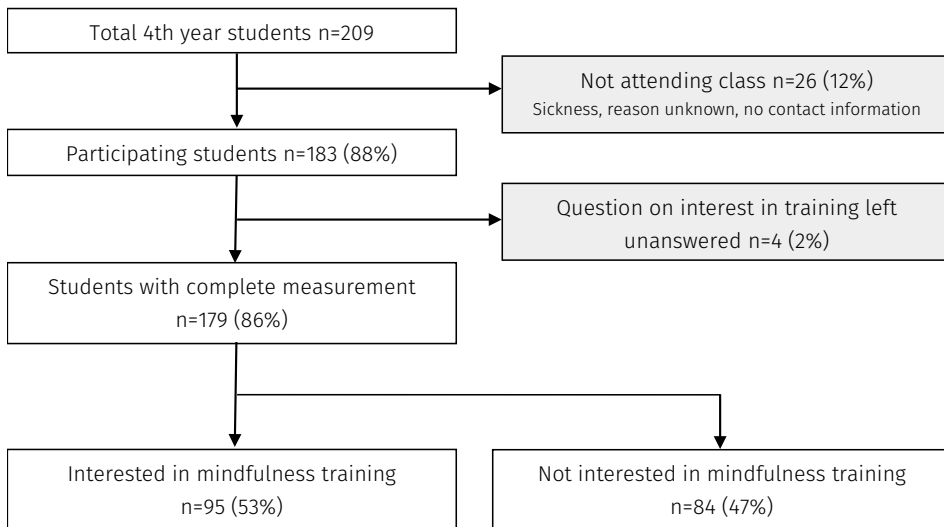 Total 4th year students n=209
Not attending class n=26 (12%)
Sickness, reason unknown, no contact information
Participating students n=183 (88%)
Question on interest in training left
unanswered n=4 (2%)
Students with complete measurement
n=179 (86%)
Interested in mindfulness training
n=95 (53%)
Not interested in mindfulness training
n=84 (47%)